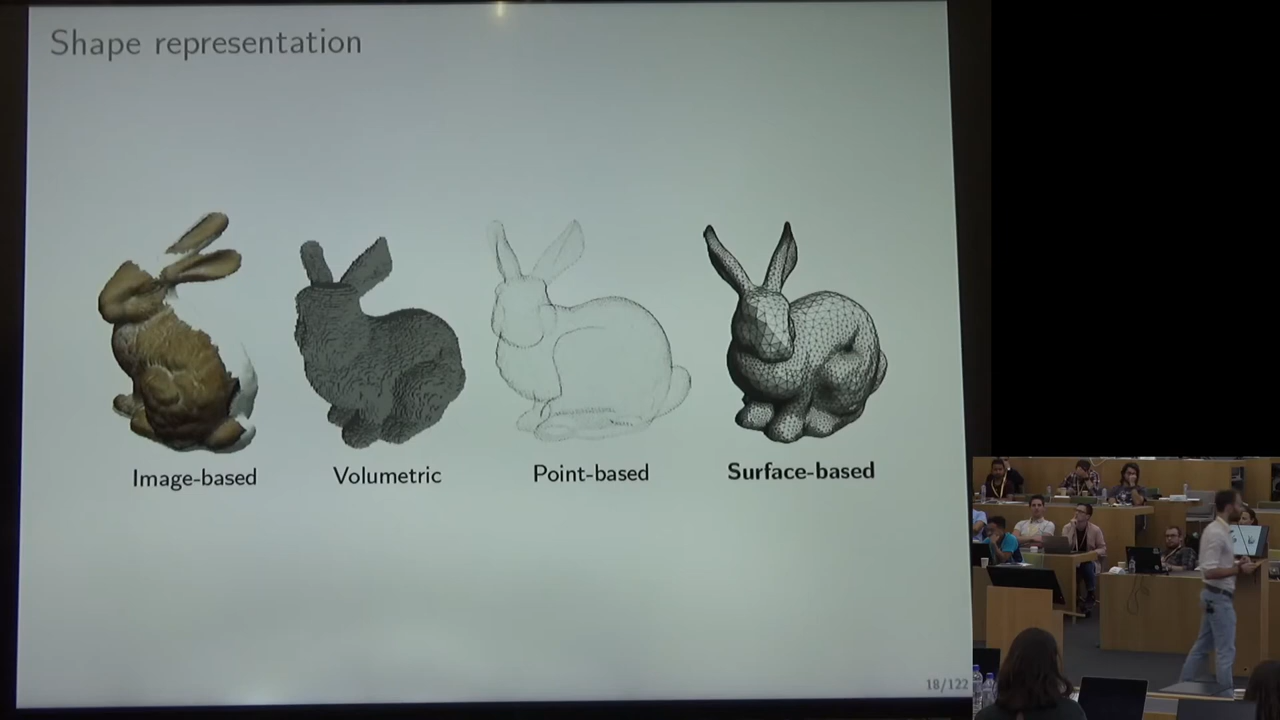 Shape representation
Image-based
Volumetric
Point-based
Surface-based
18/122